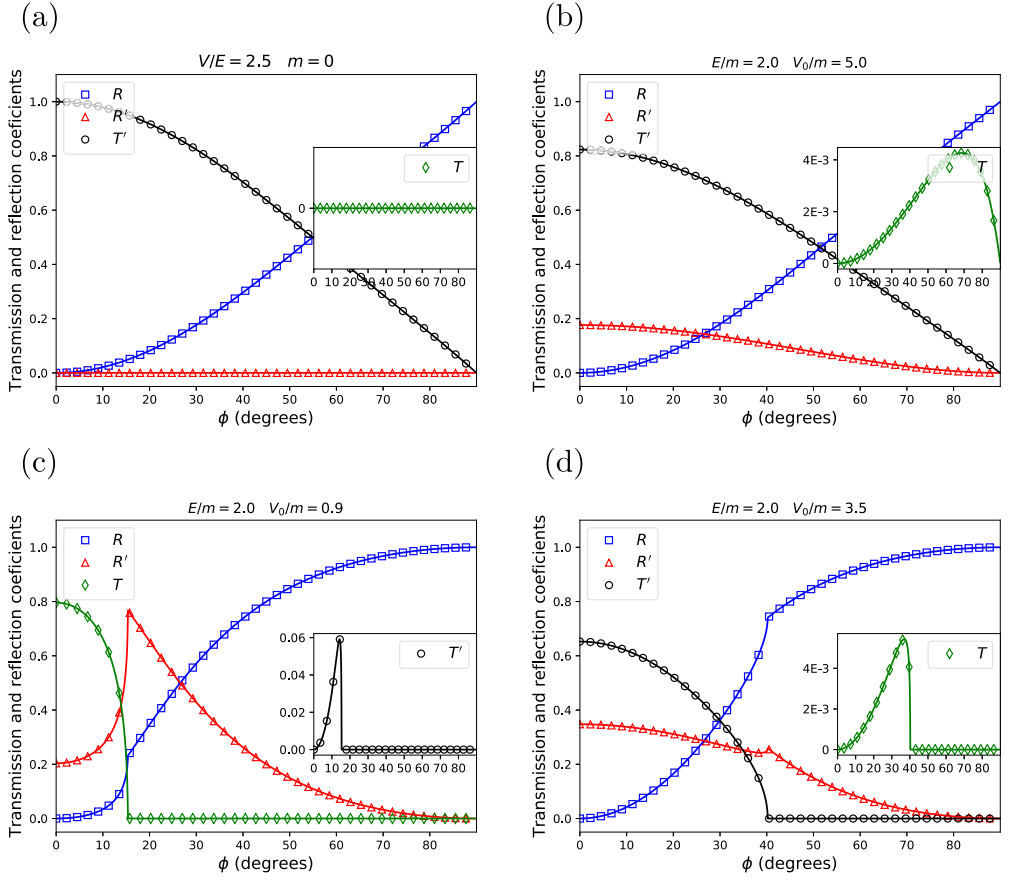 (a)
V/E = 2.5 m = 0
Transmission and reflection coeficients
1.0
0.8
0.6
0.4
0.2
0.0
R
R′
T′
T
0
0 10 20 30 40 50 60 70 80
0 10 20 30 40 50 60 70 80
ϕ (degrees)
(b)
E/m = 2.0 V₀/m = 5.0
Transmission and reflection coeficients
1.0
0.8
0.6
0.4
0.2
0.0
R
R′
T′
T
4E-3
2E-3
0
0 10 20 30 40 50 60 70 80
0 10 20 30 40 50 60 70 80
ϕ (degrees)
(c)
E/m = 2.0 V₀/m = 0.9
Transmission and reflection coeficients
1.0
0.8
0.6
0.4
0.2
0.0
R
R′
T
T′
0.06
0.04
0.02
0.00
0 10 20 30 40 50 60 70 80
0 10 20 30 40 50 60 70 80
ϕ (degrees)
(d)
E/m = 2.0 V₀/m = 3.5
Transmission and reflection coeficients
1.0
0.8
0.6
0.4
0.2
0.0
R
R′
T′
T
4E-3
2E-3
0
0 10 20 30 40 50 60 70 80
0 10 20 30 40 50 60 70 80
ϕ (degrees)